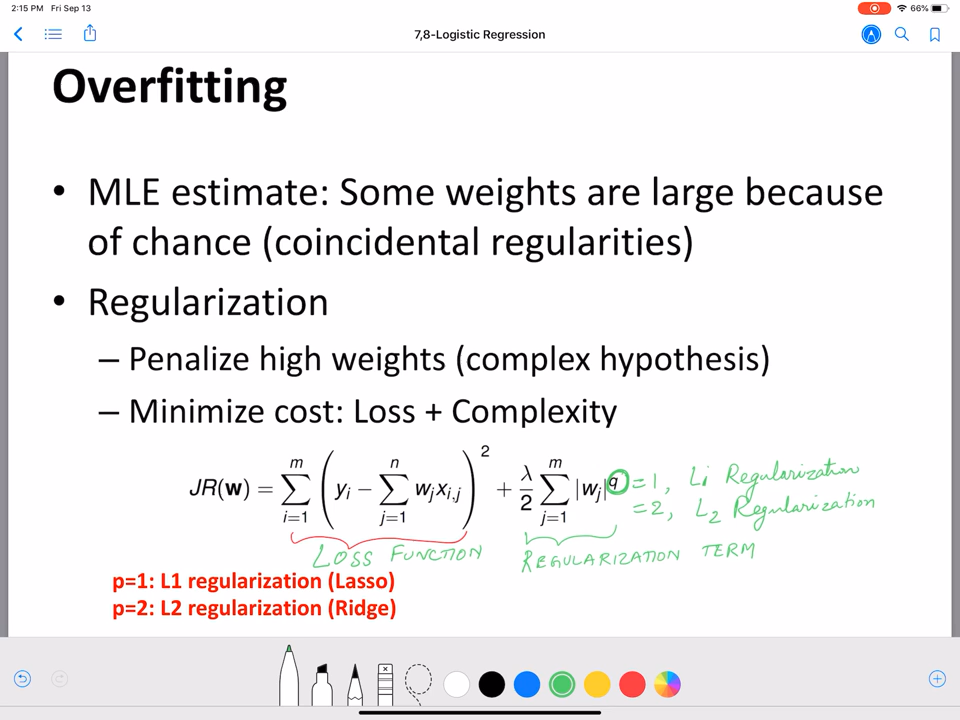 2:15 PM Fri Sep 13
66%
7,8-Logistic Regression
Overfitting
• MLE estimate: Some weights are large because
of chance (coincidental regularities)
• Regularization
– Penalize high weights (complex hypothesis)
– Minimize cost: Loss + Complexity
JR(w) = ∑_{i=1}^{m} (y_i − ∑_{j=1}^{n} w_j x_{i,j})^2 + λ/2 ∑_{j=1}^{m} |w_j|^q =1, L1 Regularization
=2, L2 Regularization
LOSS FUNCTION REGULARIZATION TERM
p=1: L1 regularization (Lasso)
p=2: L2 regularization (Ridge)